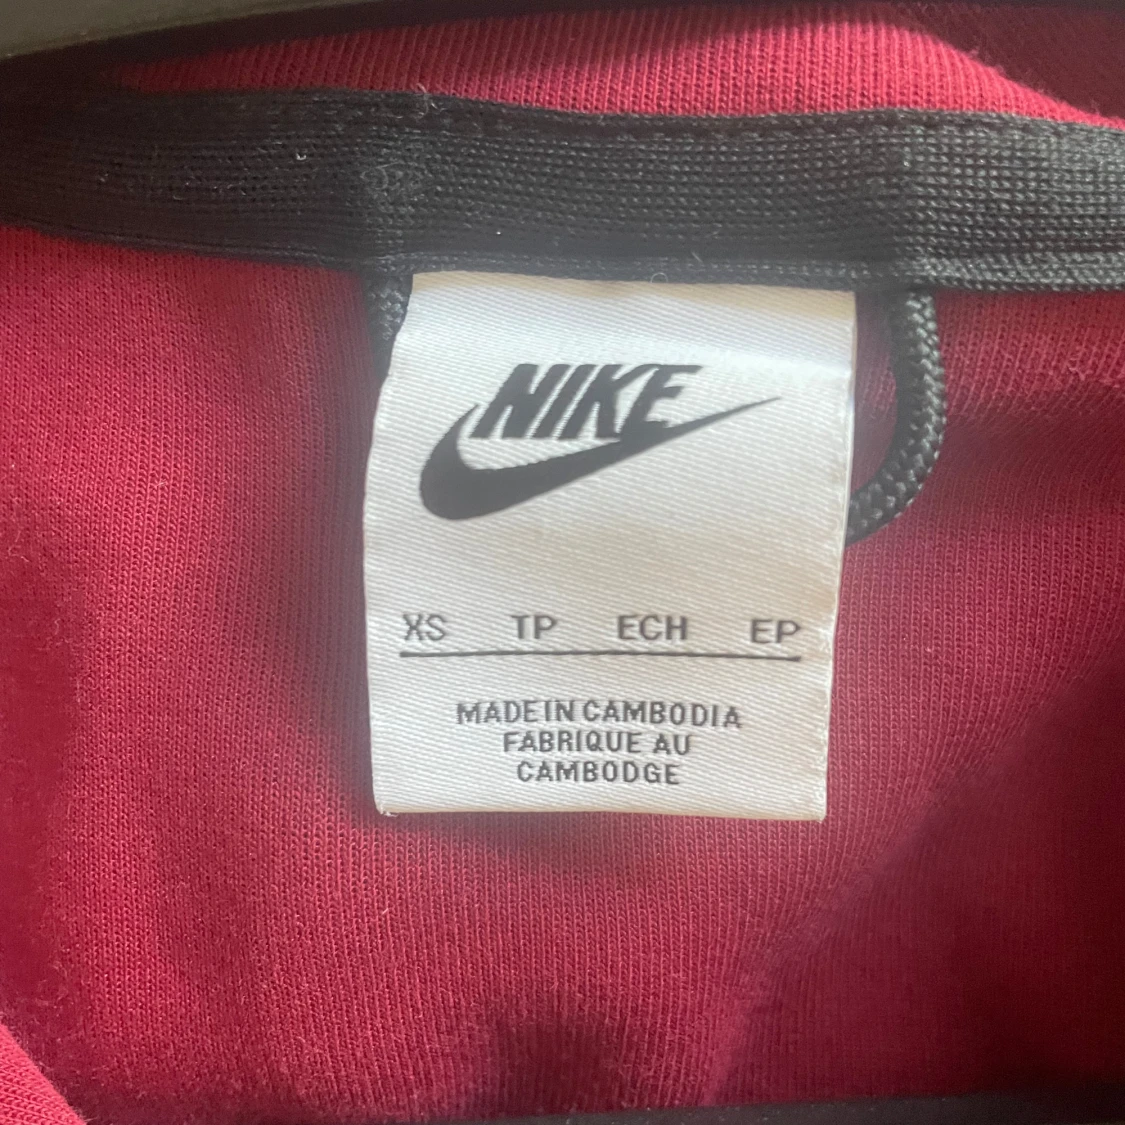 NIKE
XS TP ECH EP
MADE IN CAMBODIA
FABRIQUE AU
CAMBODGE